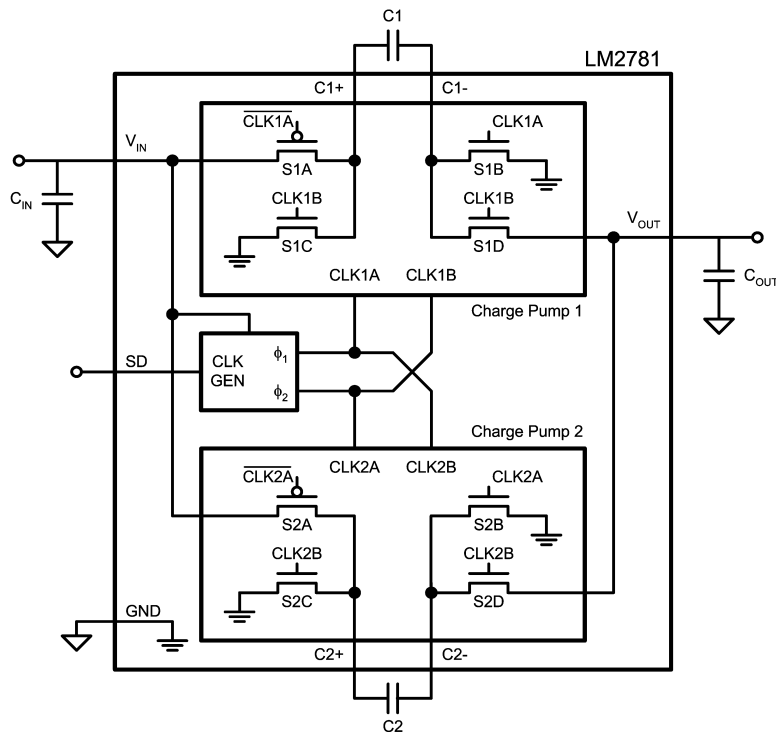 C1
LM2781
C1+ C1-
CLK1A CLK1A
V_IN
S1A S1B
C_IN
CLK1B CLK1B
V_OUT
S1C S1D
CLK1A CLK1B
C_OUT
Charge Pump 1
SD
CLK GEN
ϕ₁
ϕ₂
Charge Pump 2
CLK2A CLK2B
CLK2A CLK2A
S2A S2B
CLK2B CLK2B
S2C S2D
GND
C2+ C2-
C2